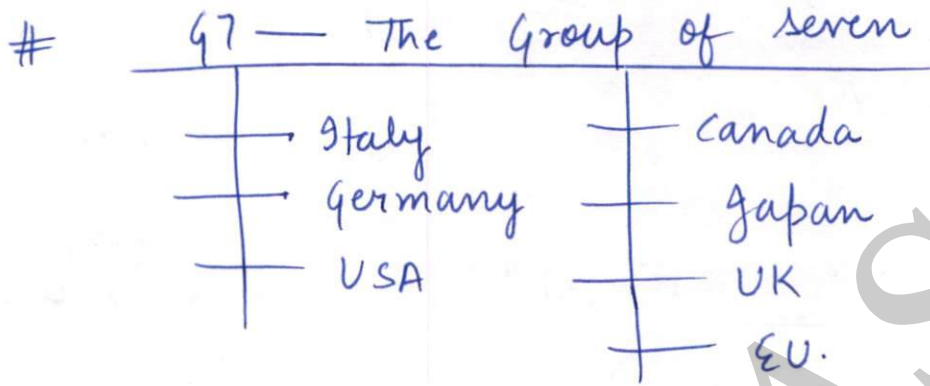 # G7 — The Group of seven
Italy
Germany
USA
Canada
Japan
UK
EU.